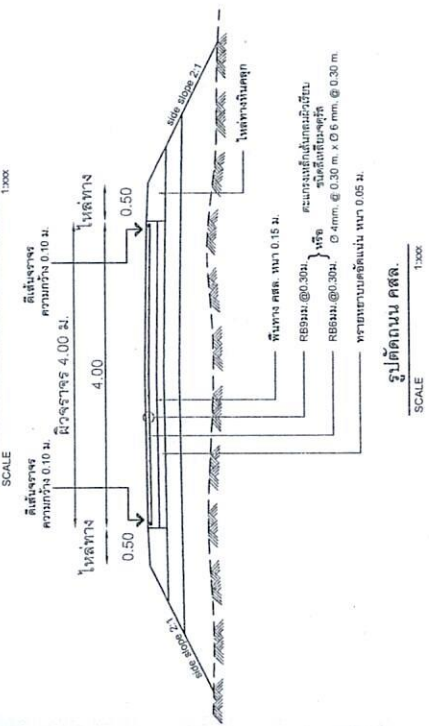 SCALE 1:xxx
ตีเส้นจราจร
ความกว้าง 0.10 ม.
ตีเส้นจราจร
ความกว้าง 0.10 ม.
ผิวจราจร 4.00 ม.
ไหล่ทาง
ไหล่ทาง
0.50
4.00
0.50
side slope 2:1
side slope 2:1
ไหล่ทางหินคลุก
พื้นทาง คสล. หนา 0.15 ม.
RB9มม.@0.30ม.
RB6มม.@0.30ม.
หรือ
ตะแกรงเหล็กเส้นกลมผิวเรียบ
ชนิดสี่เหลี่ยมจตุรัส
Ø 4mm. @ 0.30 m. x Ø 6 mm. @ 0.30 m.
ทรายหยาบบดอัดแน่น หนา 0.05 ม.
รูปตัดถนน คสล.
SCALE 1:xxx